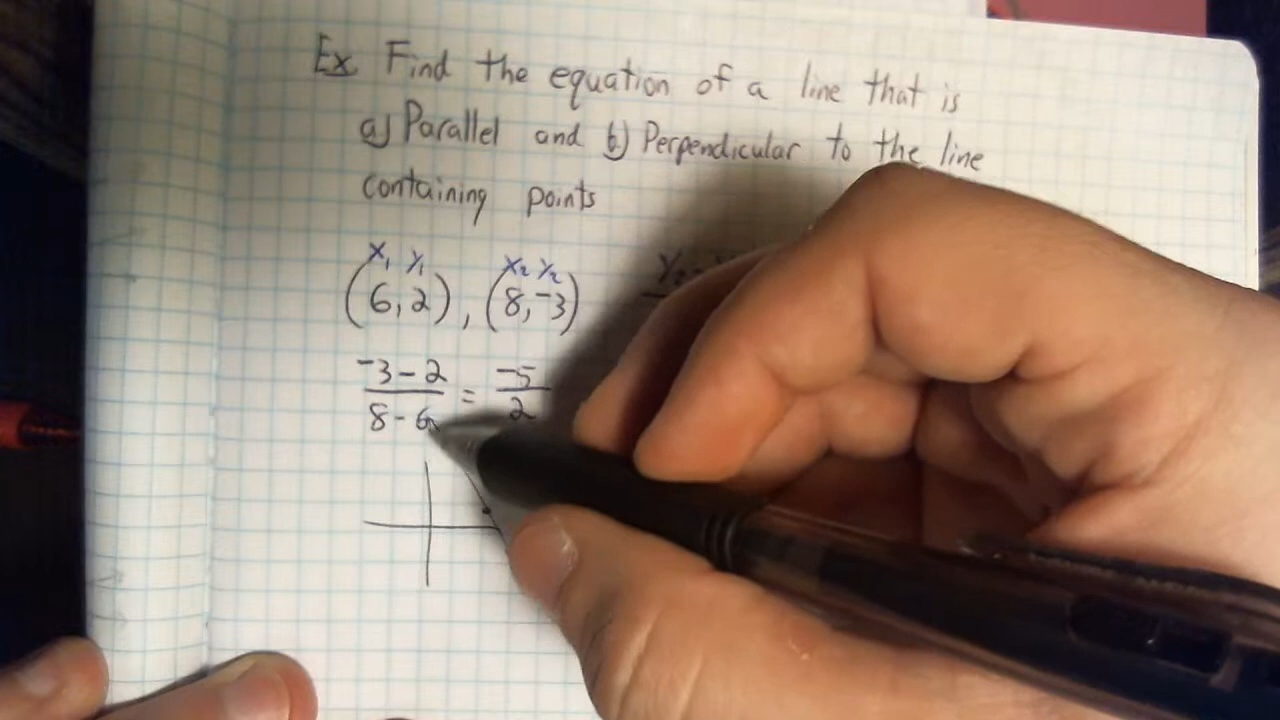 Ex. Find the equation of a line that is
a) Parallel and b) Perpendicular to the line
containing points
x₁ y₁ x₂ y₂
(6, 2), (8, -3)
-3 - 2 / 8 - 6 = -5 / 2